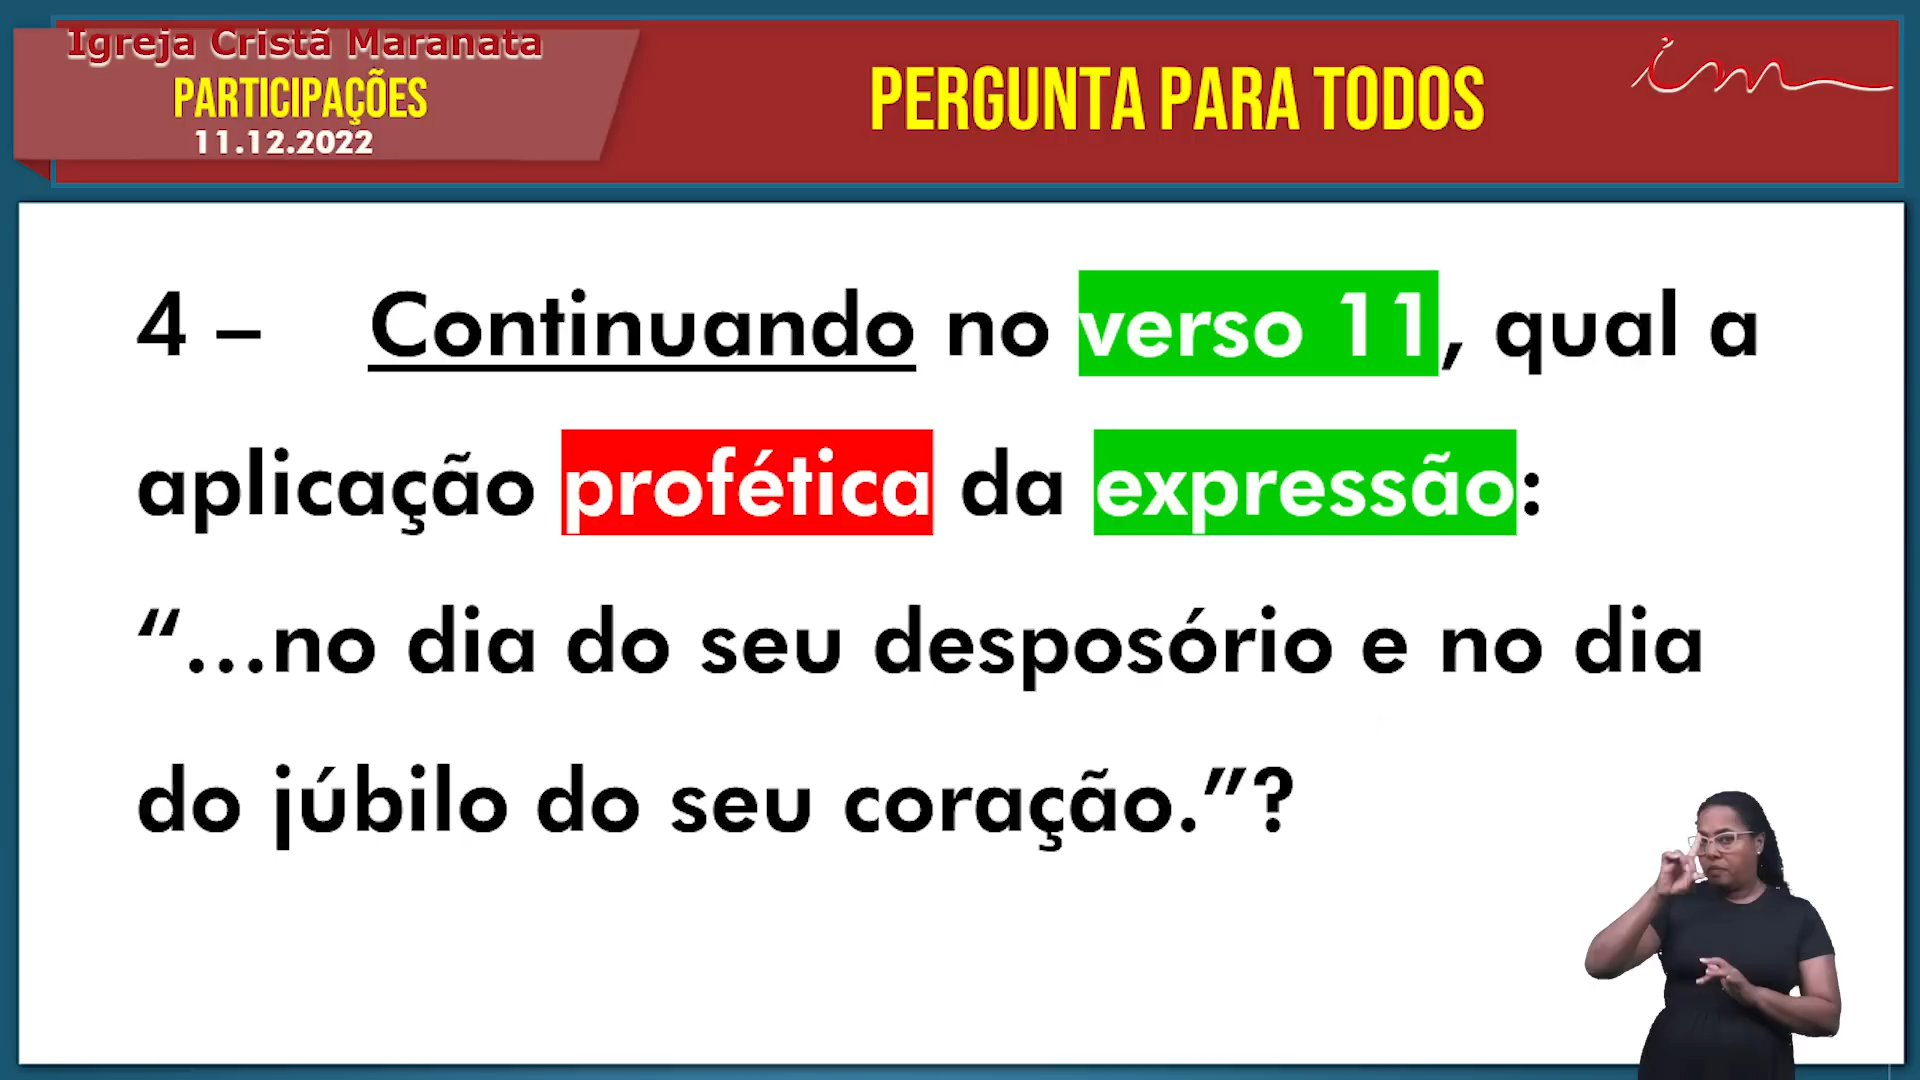 Igreja Cristã Maranata
PARTICIPAÇÕES
11.12.2022
PERGUNTA PARA TODOS
im
4 – Continuando no verso 11, qual a
aplicação profética da expressão:
“...no dia do seu desposório e no dia
do júbilo do seu coração.”?